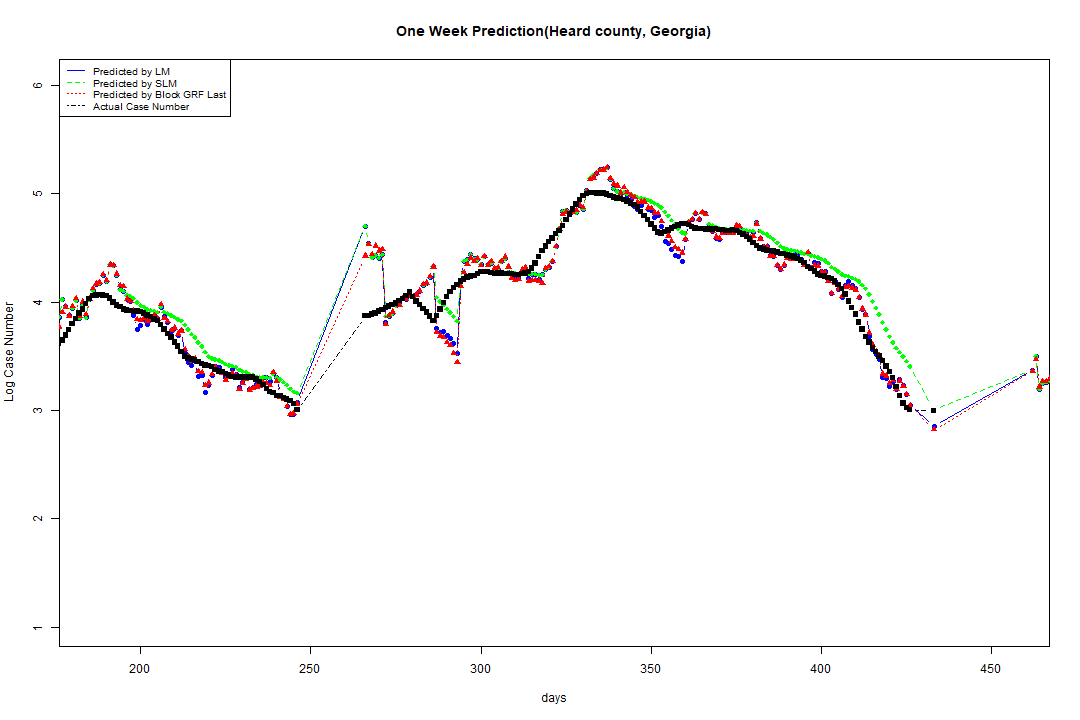 One Week Prediction(Heard county, Georgia)
Predicted by LM
Predicted by SLM
Predicted by Block GRF Last
Actual Case Number
6
5
4
3
2
1
Log Case Number
200 250 300 350 400 450
days